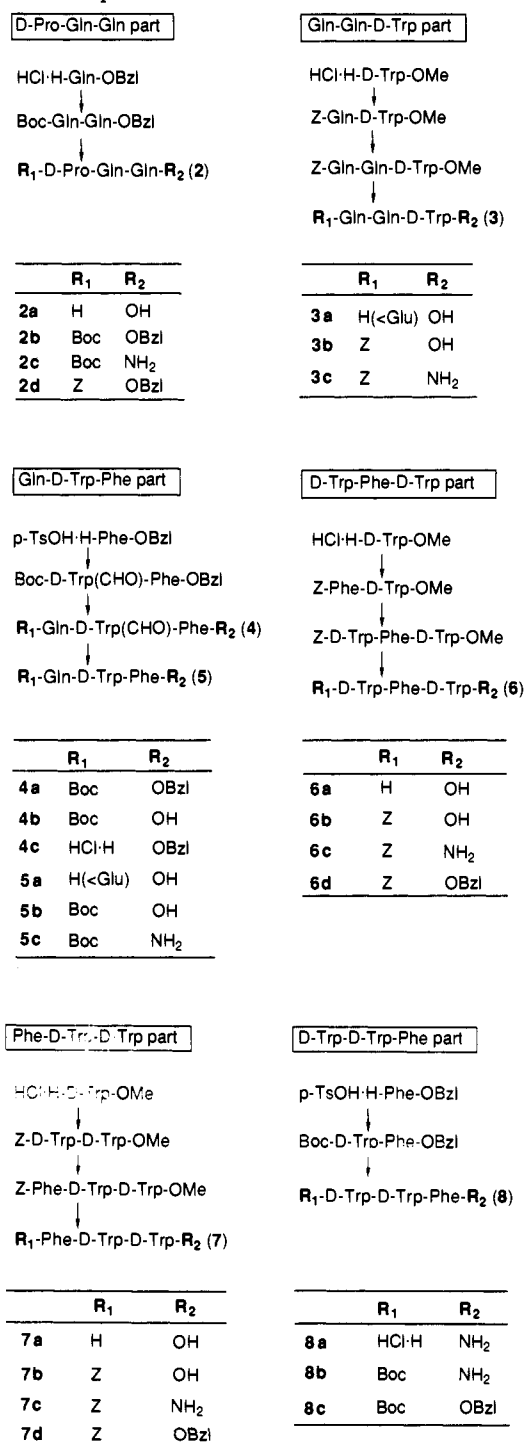 D-Pro-Gln-Gln part
HCl·H-Gln-OBzl
Boc-Gln-Gln-OBzl
R₁-D-Pro-Gln-Gln-R₂ (2)
R₁ R₂
2a H OH
2b Boc OBzl
2c Boc NH₂
2d Z OBzl
Gln-Gln-D-Trp part
HCl·H-D-Trp-OMe
Z-Gln-D-Trp-OMe
Z-Gln-Gln-D-Trp-OMe
R₁-Gln-Gln-D-Trp-R₂ (3)
R₁ R₂
3a H(<Glu) OH
3b Z OH
3c Z NH₂
Gln-D-Trp-Phe part
p-TsOH·H-Phe-OBzl
Boc-D-Trp(CHO)-Phe-OBzl
R₁-Gln-D-Trp(CHO)-Phe-R₂ (4)
R₁-Gln-D-Trp-Phe-R₂ (5)
R₁ R₂
4a Boc OBzl
4b Boc OH
4c HCl·H OBzl
5a H(<Glu) OH
5b Boc OH
5c Boc NH₂
D-Trp-Phe-D-Trp part
HCl·H-D-Trp-OMe
Z-Phe-D-Trp-OMe
Z-D-Trp-Phe-D-Trp-OMe
R₁-D-Trp-Phe-D-Trp-R₂ (6)
R₁ R₂
6a H OH
6b Z OH
6c Z NH₂
6d Z OBzl
Phe-D-Trp-D-Trp part
HCl·H-D-Trp-OMe
Z-D-Trp-D-Trp-OMe
Z-Phe-D-Trp-D-Trp-OMe
R₁-Phe-D-Trp-D-Trp-R₂ (7)
R₁ R₂
7a H OH
7b Z OH
7c Z NH₂
7d Z OBzl
D-Trp-D-Trp-Phe part
p-TsOH·H-Phe-OBzl
Boc-D-Trp-Phe-OBzl
R₁-D-Trp-D-Trp-Phe-R₂ (8)
R₁ R₂
8a HCl·H NH₂
8b Boc NH₂
8c Boc OBzl